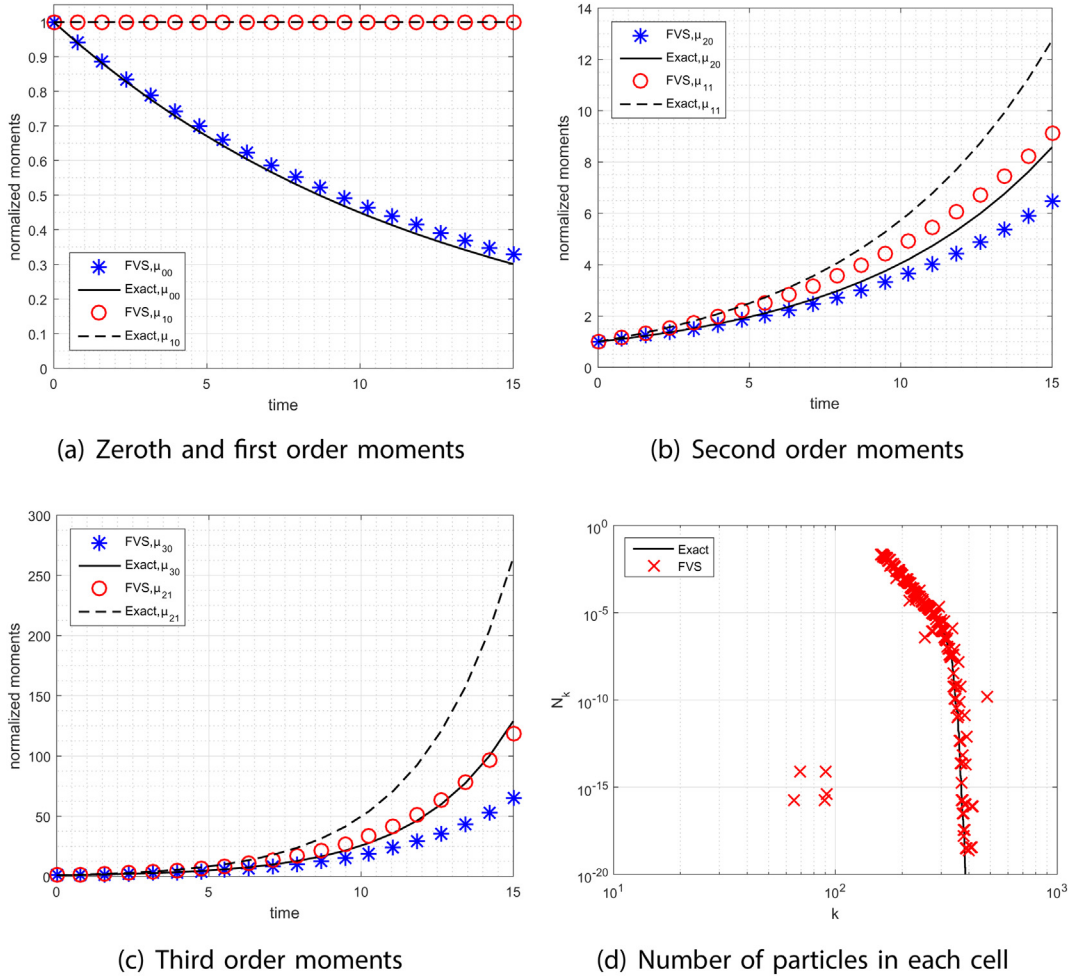 1
0.9
0.8
0.7
0.6
0.5
0.4
0.3
0.2
0.1
0
0 5 10 15
normalized moments
time
FVS,μ00
Exact,μ00
FVS,μ10
Exact,μ10
(a) Zeroth and first order moments
14
12
10
8
6
4
2
0
0 5 10 15
normalized moments
time
FVS,μ20
Exact,μ20
FVS,μ11
Exact,μ11
(b) Second order moments
300
250
200
150
100
50
0
0 5 10 15
normalized moments
time
FVS,μ30
Exact,μ30
FVS,μ21
Exact,μ21
(c) Third order moments
10^0
10^-5
10^-10
10^-15
10^-20
10^1 10^2 10^3
Nk
k
Exact
FVS
(d) Number of particles in each cell